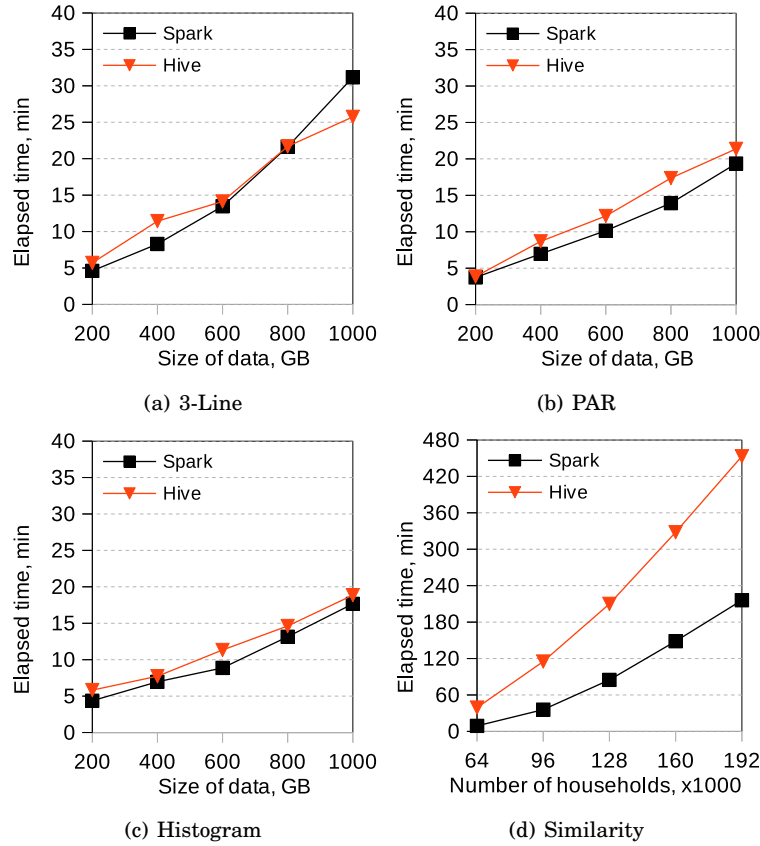 40
35
30
25
20
15
10
5
0
Elapsed time, min
Spark
Hive
200 400 600 800 1000
Size of data, GB
(a) 3-Line
40
35
30
25
20
15
10
5
0
Elapsed time, min
Spark
Hive
200 400 600 800 1000
Size of data, GB
(b) PAR
40
35
30
25
20
15
10
5
0
Elapsed time, min
Spark
Hive
200 400 600 800 1000
Size of data, GB
(c) Histogram
480
420
360
300
240
180
120
60
0
Elapsed time, min
Spark
Hive
64 96 128 160 192
Number of households, x1000
(d) Similarity